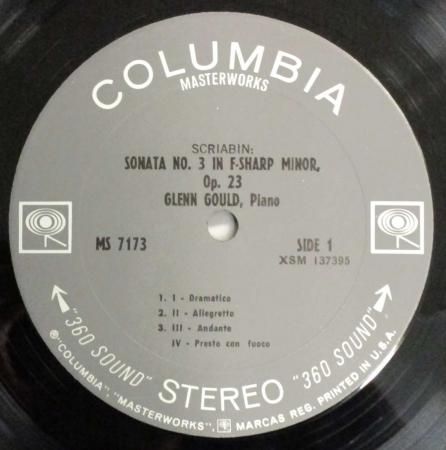 COLUMBIA
MASTERWORKS
SCRIABIN:
SONATA NO. 3 IN F-SHARP MINOR,
Op. 23
GLENN GOULD, Piano
MS 7173
SIDE 1
XSM 137395
1. I - Dramatico
2. II - Allegretto
3. III - Andante
IV - Presto con fuoco
"360 SOUND" STEREO "360 SOUND"
®"COLUMBIA", "MASTERWORKS", MARCAS REG. PRINTED IN U.S.A.